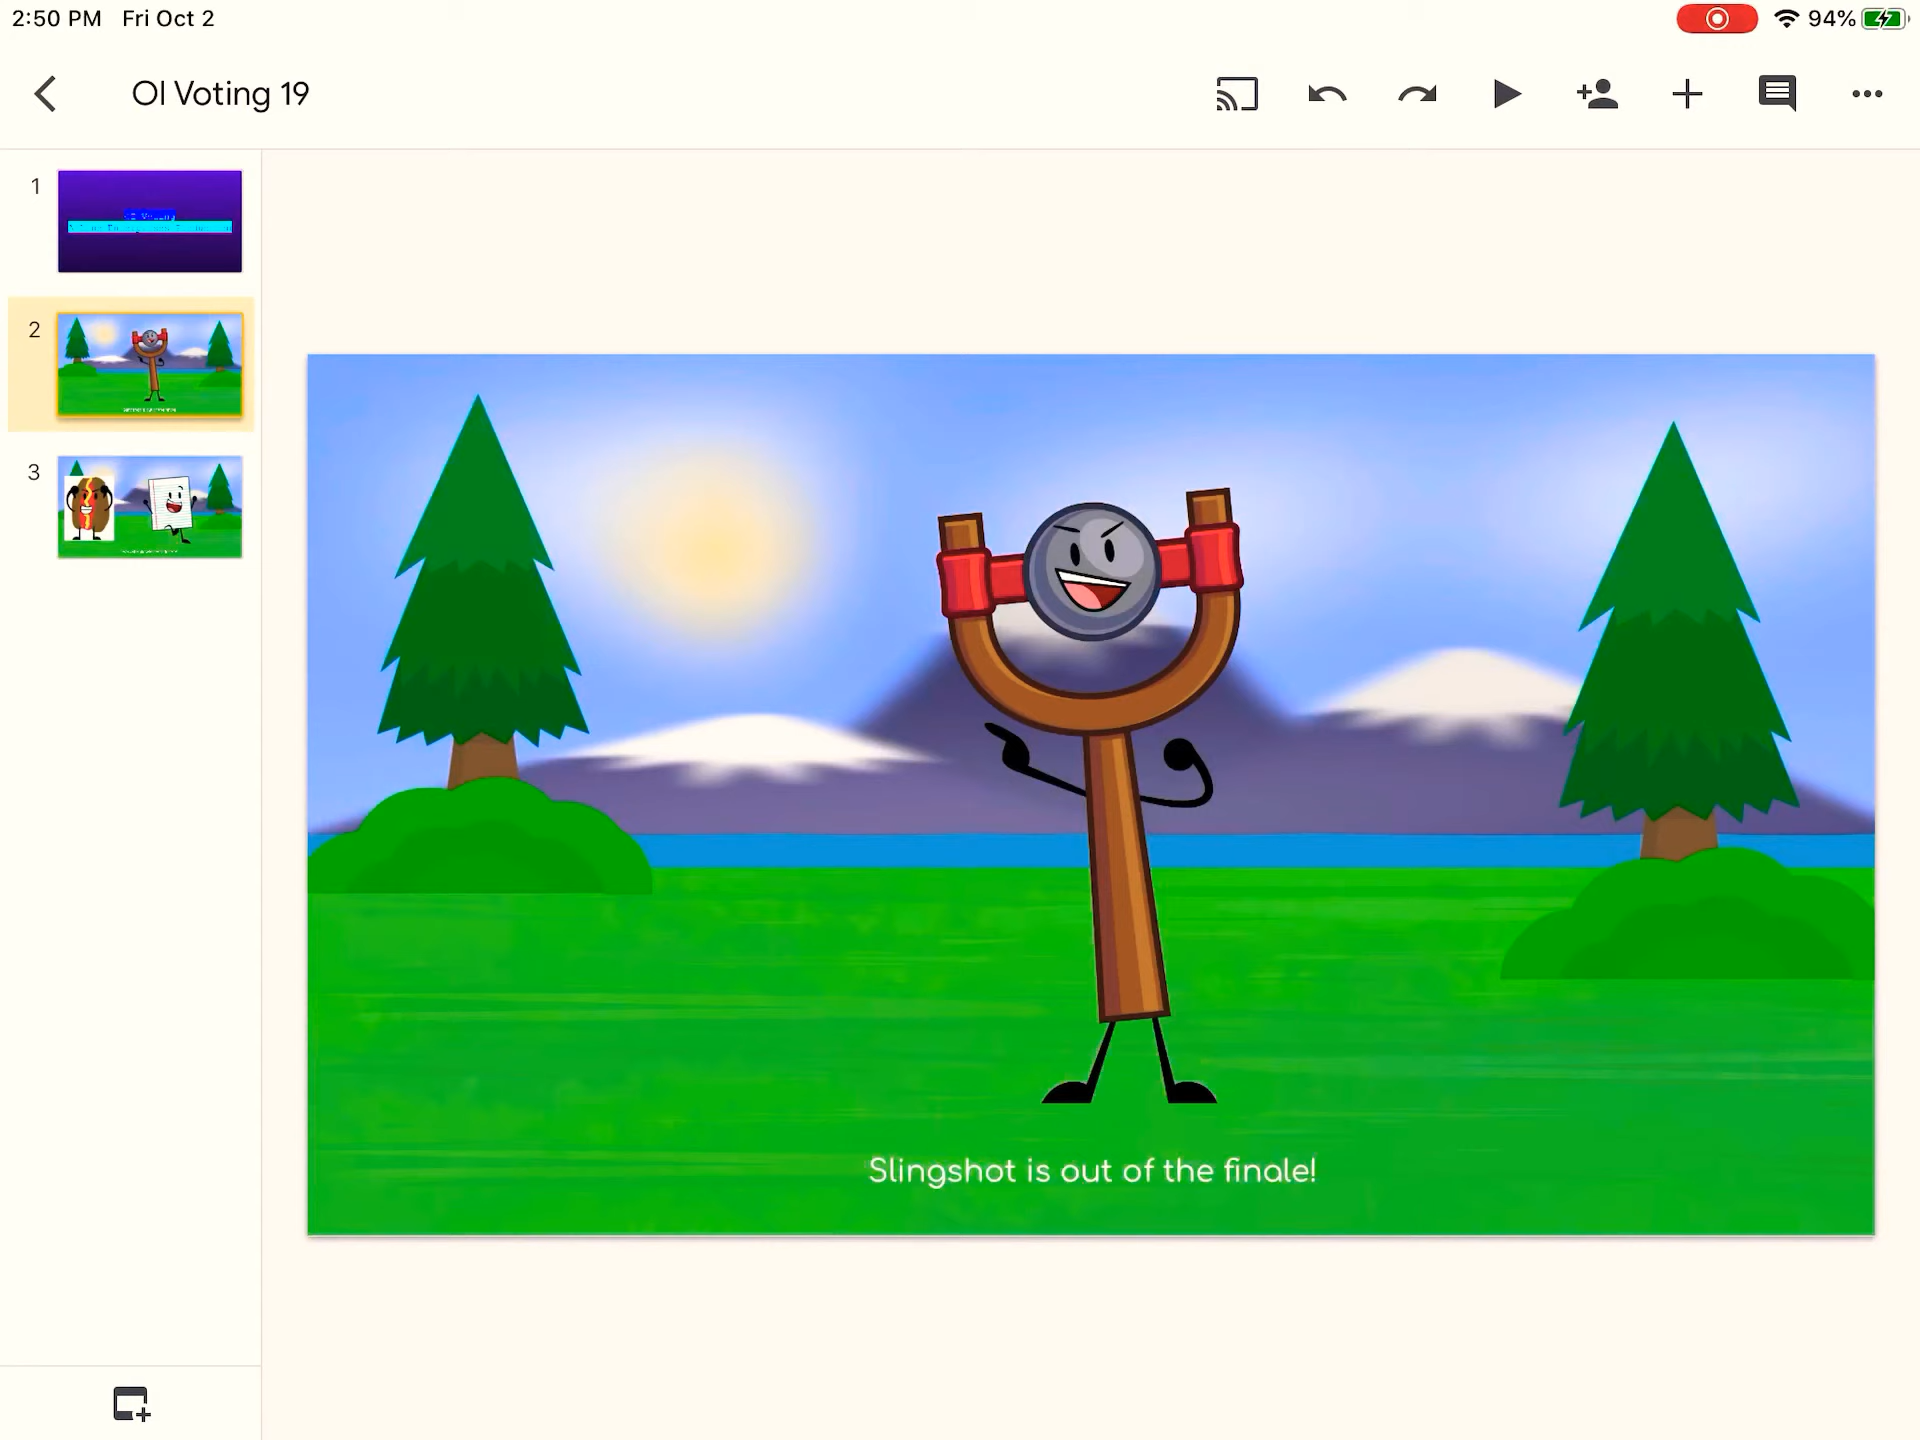 2:50 PM Fri Oct 2
94%
OI Voting 19
1
2
3
Slingshot is out of the finale!